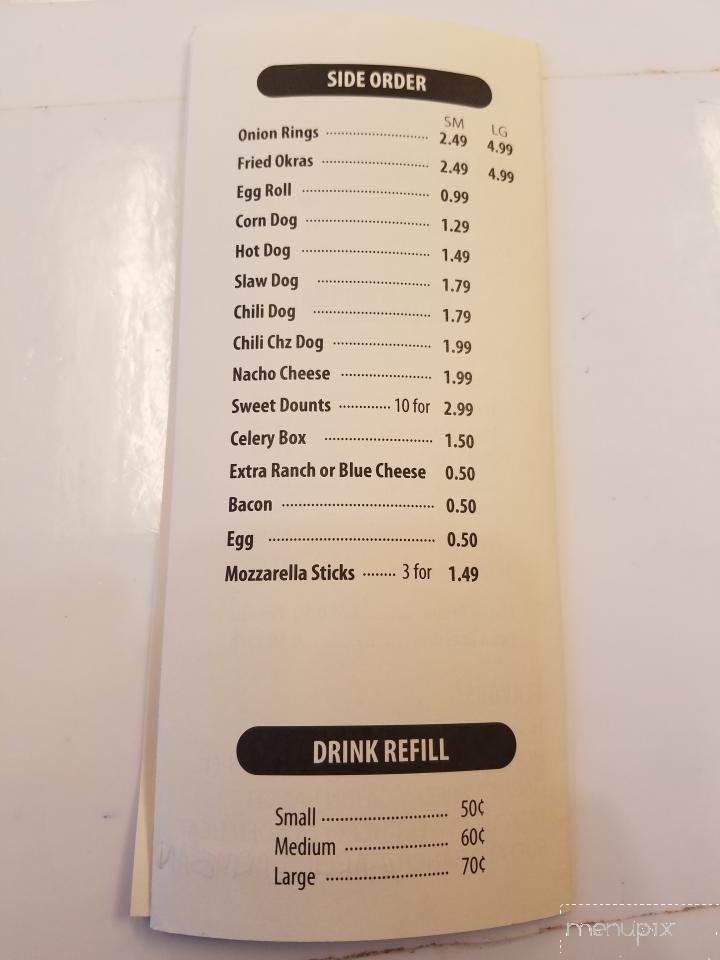 SIDE ORDER
SM LG
Onion Rings 2.49 4.99
Fried Okras 2.49 4.99
Egg Roll 0.99
Corn Dog 1.29
Hot Dog 1.49
Slaw Dog 1.79
Chili Dog 1.79
Chili Chz Dog 1.99
Nacho Cheese 1.99
Sweet Dounts 10 for 2.99
Celery Box 1.50
Extra Ranch or Blue Cheese 0.50
Bacon 0.50
Egg 0.50
Mozzarella Sticks 3 for 1.49
DRINK REFILL
Small 50¢
Medium 60¢
Large 70¢
menupix